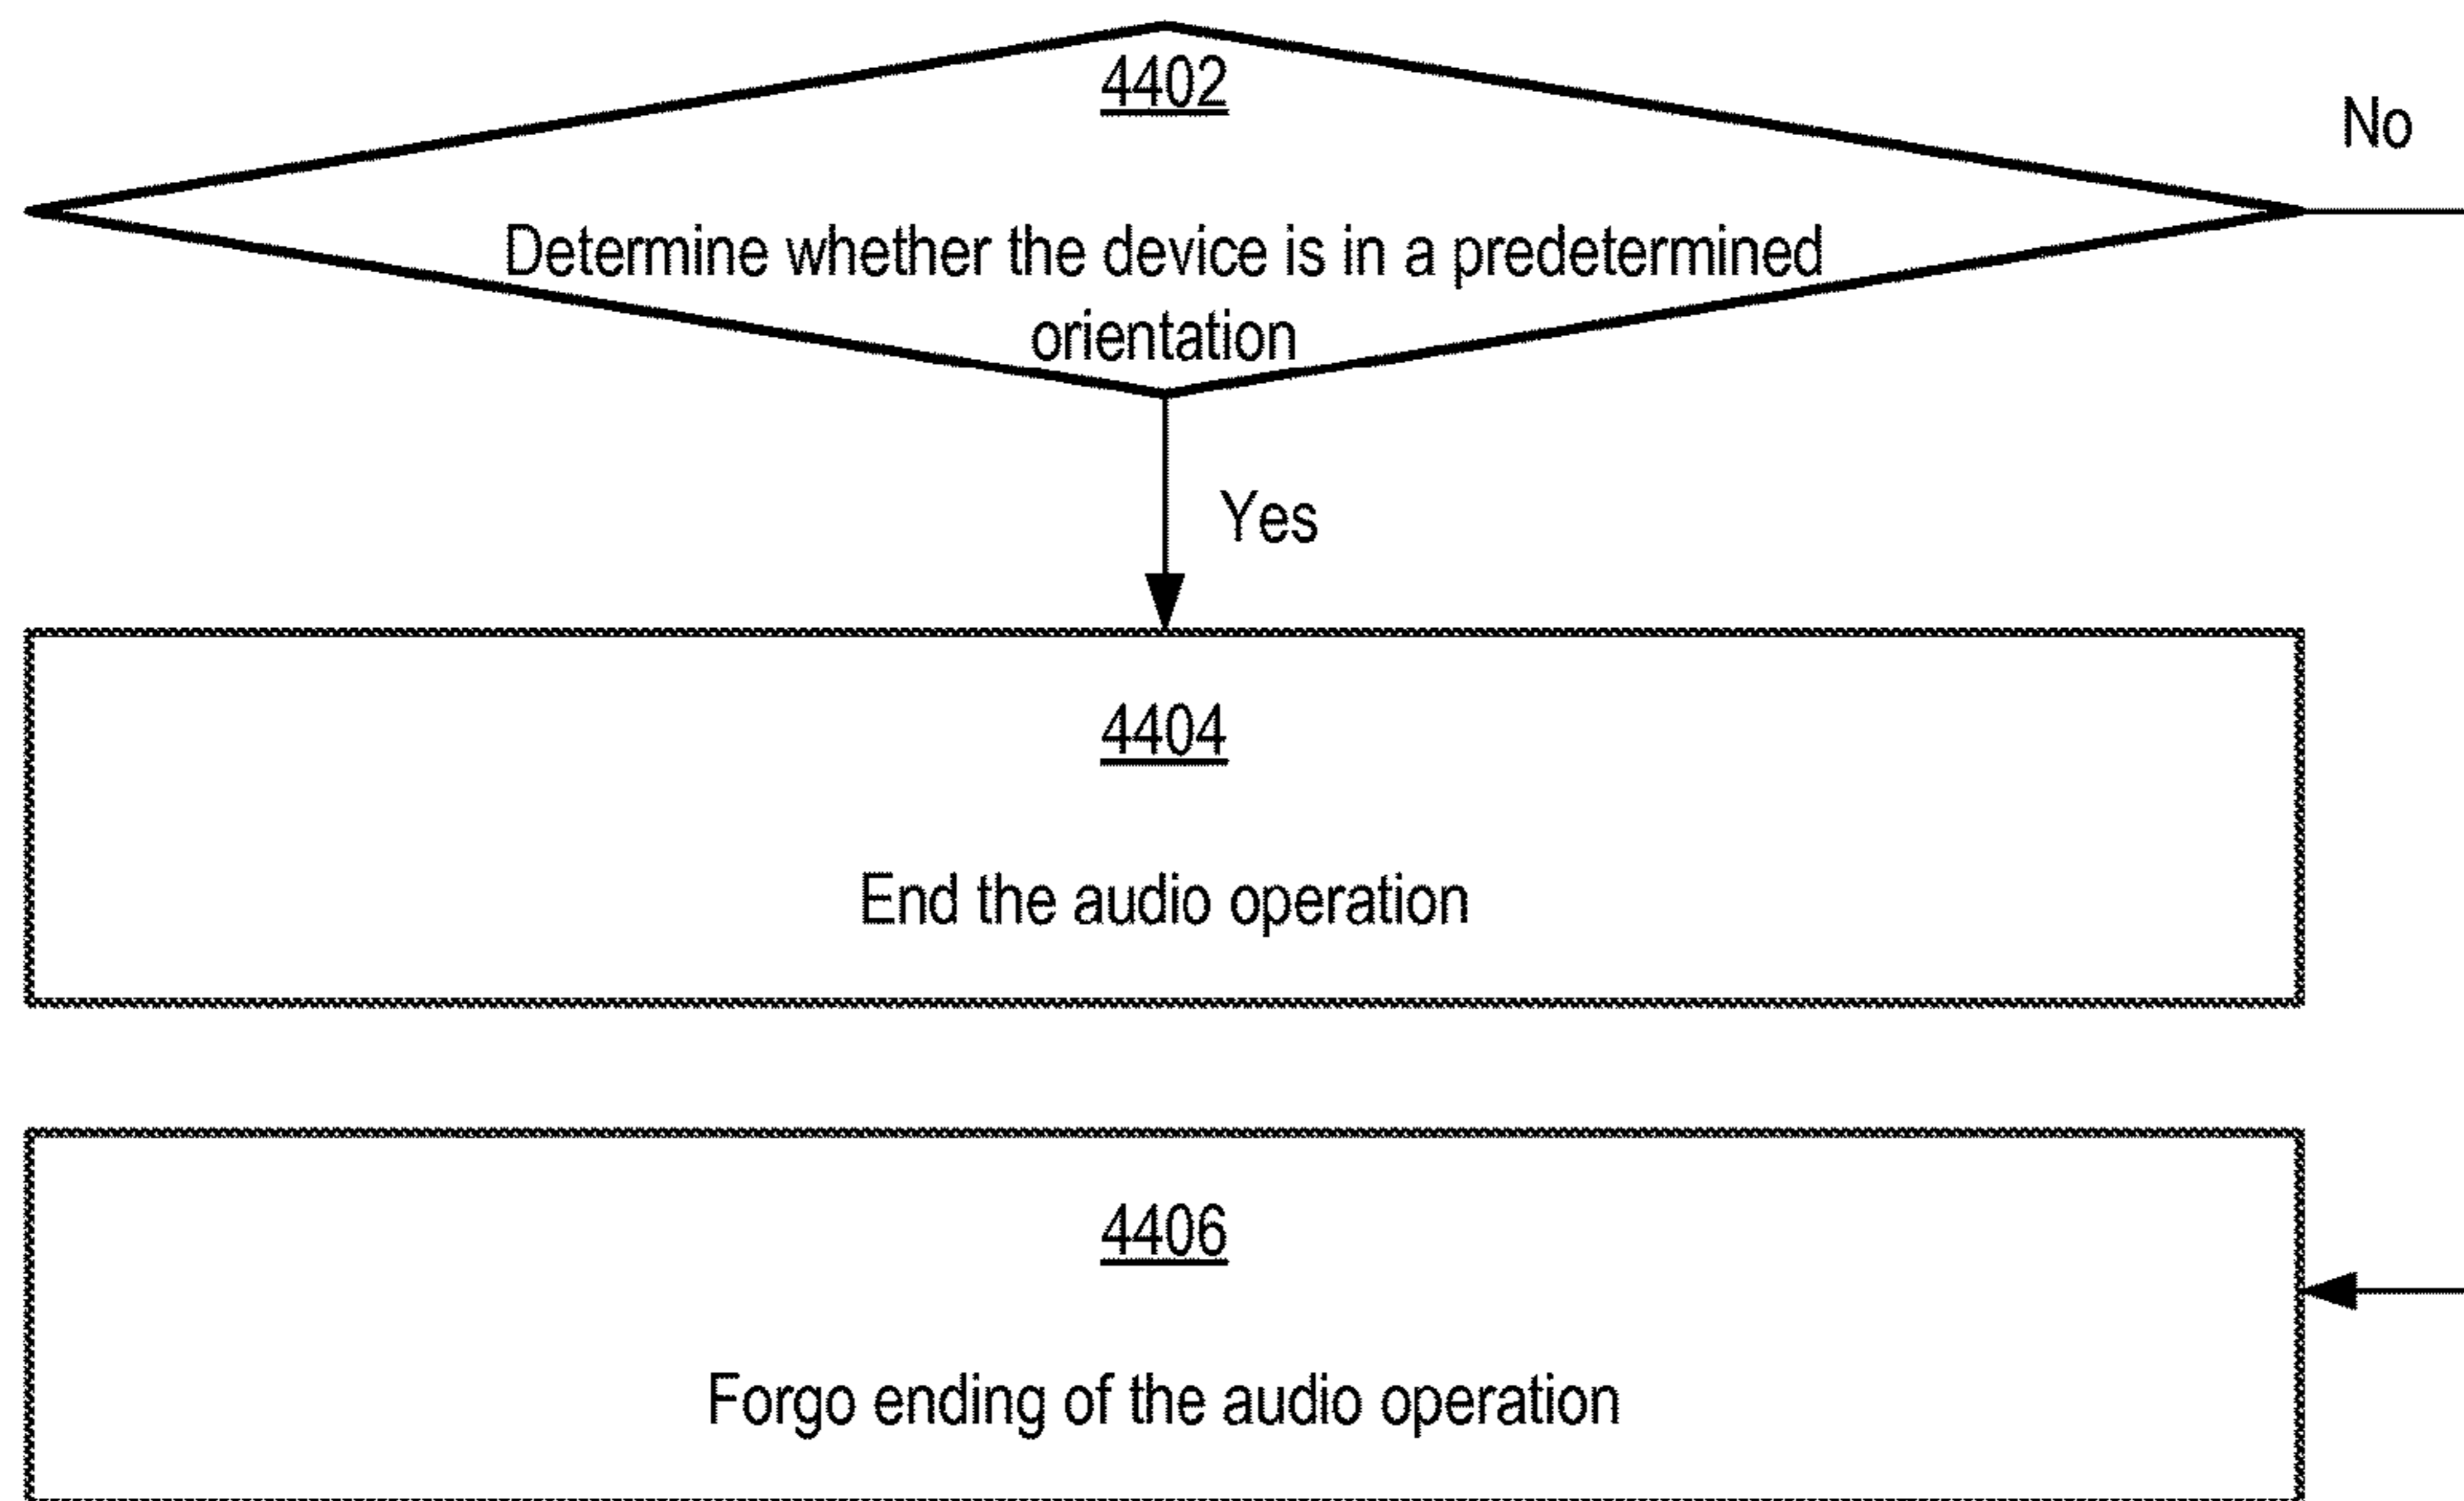 4402
No
Determine whether the device is in a predetermined
orientation
Yes
4404
End the audio operation
4406
Forgo ending of the audio operation